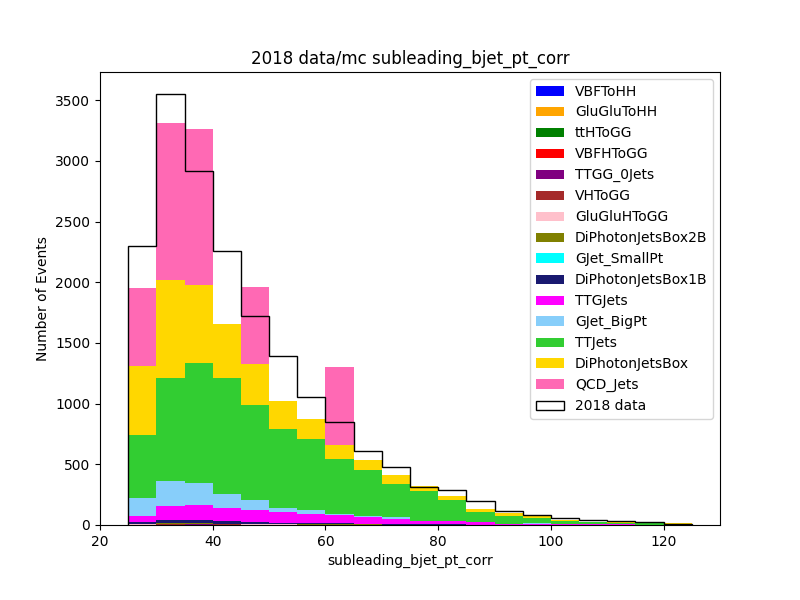 2018 data/mc subleading_bjet_pt_corr
Number of Events
3500
3000
2500
2000
1500
1000
500
0
20
40
60
80
100
120
subleading_bjet_pt_corr
VBFToHH
GluGluToHH
ttHToGG
VBFHToGG
TTGG_0Jets
VHToGG
GluGluHToGG
DiPhotonJetsBox2B
GJet_SmallPt
DiPhotonJetsBox1B
TTGJets
GJet_BigPt
TTJets
DiPhotonJetsBox
QCD_Jets
2018 data